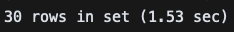 30 rows in set (1.53 sec)